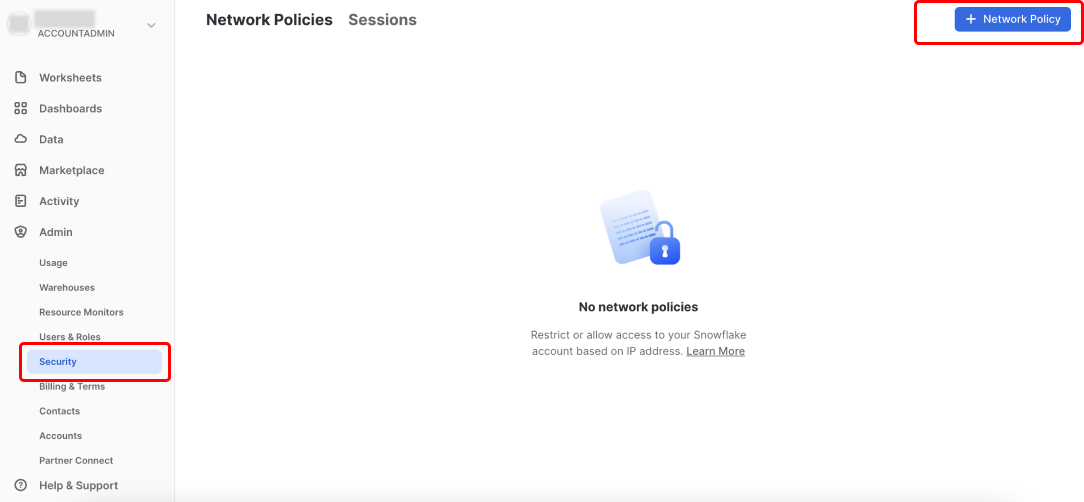 ACCOUNTADMIN
Worksheets
Dashboards
Data
Marketplace
Activity
Admin
Usage
Warehouses
Resource Monitors
Users & Roles
Security
Billing & Terms
Contacts
Accounts
Partner Connect
Help & Support
Network Policies Sessions
+ Network Policy
No network policies
Restrict or allow access to your Snowflake
account based on IP address. Learn More